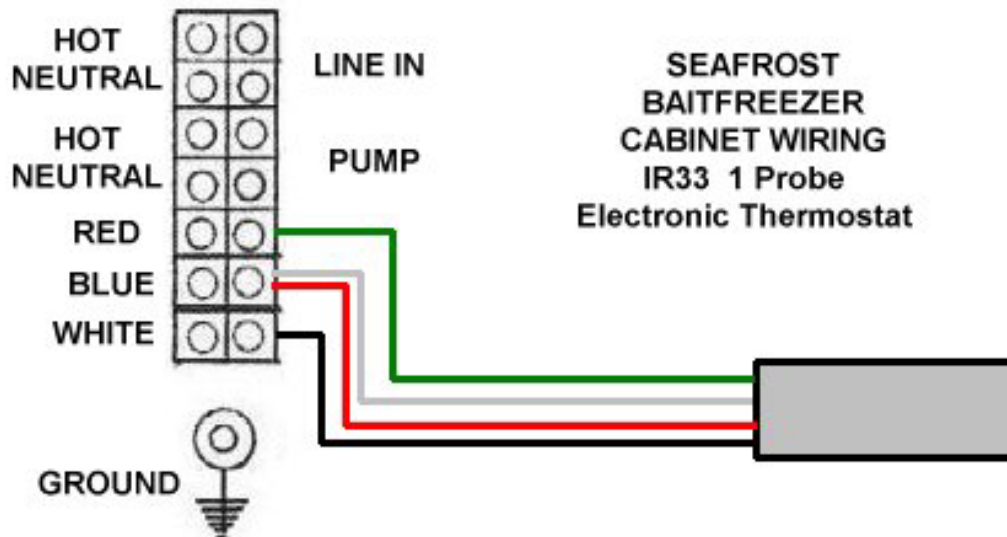 HOT
NEUTRAL
LINE IN
HOT
NEUTRAL
PUMP
RED
BLUE
WHITE
GROUND
SEAFROST
BAITFREEZER
CABINET WIRING
IR33 1 Probe
Electronic Thermostat